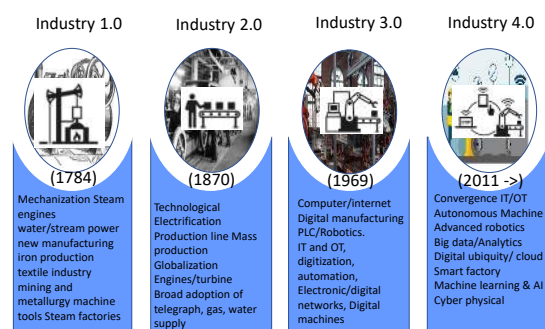 Industry 1.0
(1784)
Mechanization Steam
engines
water/stream power
new manufacturing
iron production
textile industry
mining and
metallurgy machine
tools Steam factories
Industry 2.0
(1870)
Technological
Electrification
Production line Mass
production
Globalization
Engines/turbine
Broad adoption of
telegraph, gas, water
supply
Industry 3.0
(1969)
Computer/internet
Digital manufacturing
PLC/Robotics.
IT and OT,
digitization,
automation,
Electronic/digital
networks, Digital
machines
Industry 4.0
(2011 ->)
Convergence IT/OT
Autonomous Machine
Advanced robotics
Big data/Analytics
Digital ubiquity/ cloud
Smart factory
Machine learning & AI
Cyber physical